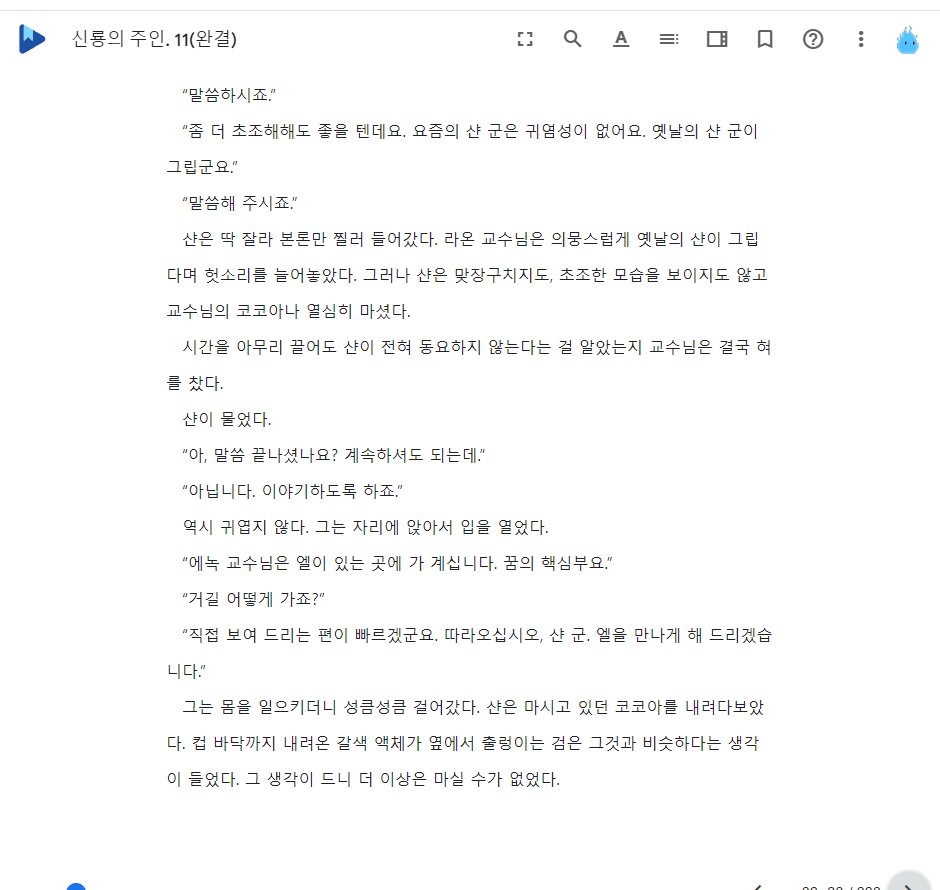 신룡의 주인. 11(완결)
“말씀하시죠.”
“좀 더 초조해해도 좋을 텐데요. 요즘의 샨 군은 귀염성이 없어요. 옛날의 샨 군이
그립군요.”
“말씀해 주시죠.”
샨은 딱 잘라 본론만 찔러 들어갔다. 라온 교수님은 의뭉스럽게 옛날의 샨이 그립
다며 헛소리를 늘어놓았다. 그러나 샨은 맞장구치지도, 초조한 모습을 보이지도 않고
교수님의 코코아나 열심히 마셨다.
시간을 아무리 끌어도 샨이 전혀 동요하지 않는다는 걸 알았는지 교수님은 결국 혀
를 찼다.
샨이 물었다.
“아, 말씀 끝나셨나요? 계속하셔도 되는데.”
“아닙니다. 이야기하도록 하죠.”
역시 귀엽지 않다. 그는 자리에 앉아서 입을 열었다.
“에녹 교수님은 엘이 있는 곳에 가 계십니다. 꿈의 핵심부요.”
“거길 어떻게 가죠?”
“직접 보여 드리는 편이 빠르겠군요. 따라오십시오, 샨 군. 엘을 만나게 해 드리겠습
니다.”
그는 몸을 일으키더니 성큼성큼 걸어갔다. 샨은 마시고 있던 코코아를 내려다보았
다. 컵 바닥까지 내려온 갈색 액체가 옆에서 출렁이는 검은 그것과 비슷하다는 생각
이 들었다. 그 생각이 드니 더 이상은 마실 수가 없었다.